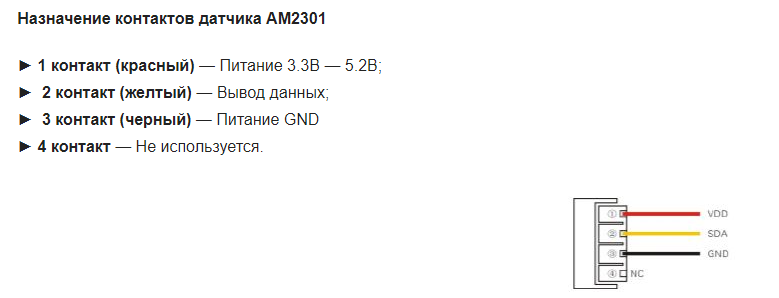 Назначение контактов датчика AM2301
► 1 контакт (красный) — Питание 3.3В — 5.2В;
► 2 контакт (желтый) — Вывод данных;
► 3 контакт (черный) — Питание GND
► 4 контакт — Не используется.
① VDD
② SDA
③ GND
④ NC